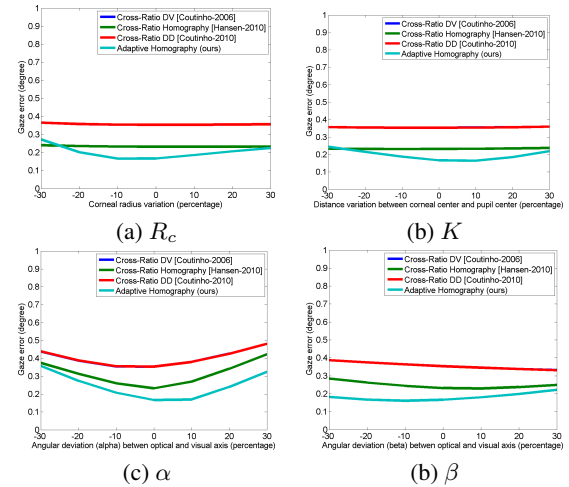 Cross-Ratio DV [Coutinho-2006]
Cross-Ratio Homography [Hansen-2010]
Cross-Ratio DD [Coutinho-2010]
Adaptive Homography (ours)
Gaze error (degree)
1
0.9
0.8
0.7
0.6
0.5
0.4
0.3
0.2
0.1
0
-30 -20 -10 0 10 20 30
Corneal radius variation (percentage)
(a) R_c
Cross-Ratio DV [Coutinho-2006]
Cross-Ratio Homography [Hansen-2010]
Cross-Ratio DD [Coutinho-2010]
Adaptive Homography (ours)
Gaze error (degree)
1
0.9
0.8
0.7
0.6
0.5
0.4
0.3
0.2
0.1
0
-30 -20 -10 0 10 20 30
Distance variation between corneal center and pupil center (percentage)
(b) K
Cross-Ratio DV [Coutinho-2006]
Cross-Ratio Homography [Hansen-2010]
Cross-Ratio DD [Coutinho-2010]
Adaptive Homography (ours)
Gaze error (degree)
1
0.9
0.8
0.7
0.6
0.5
0.4
0.3
0.2
0.1
0
-30 -20 -10 0 10 20 30
Angular deviation (alpha) betwen optical and visual axis (percentage)
(c) α
Cross-Ratio DV [Coutinho-2006]
Cross-Ratio Homography [Hansen-2010]
Cross-Ratio DD [Coutinho-2010]
Adaptive Homography (ours)
Gaze error (degree)
1
0.9
0.8
0.7
0.6
0.5
0.4
0.3
0.2
0.1
0
-30 -20 -10 0 10 20 30
Angular deviation (beta) betwen optical and visual axis (percentage)
(b) β